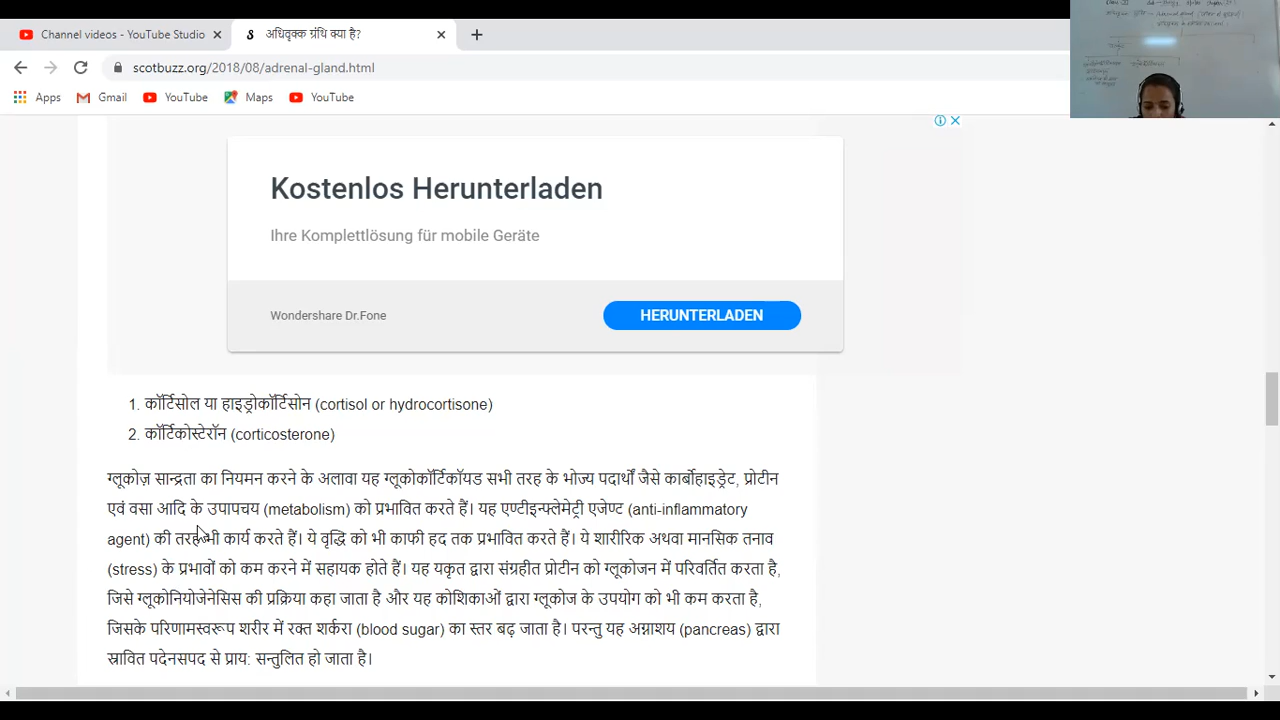 Channel videos - YouTube Studio
अधिवृक्क ग्रंथि क्या है?
scotbuzz.org/2018/08/adrenal-gland.html
Apps Gmail YouTube Maps YouTube
Kostenlos Herunterladen
Ihre Komplettlösung für mobile Geräte
Wondershare Dr.Fone
HERUNTERLADEN
1. कॉर्टिसोल या हाइड्रोकॉर्टिसोन (cortisol or hydrocortisone)
2. कॉर्टिकोस्टेरॉन (corticosterone)
ग्लूकोज़ सान्द्रता का नियमन करने के अलावा यह ग्लूकोकॉर्टिकॉयड सभी तरह के भोज्य पदार्थों जैसे कार्बोहाइड्रेट, प्रोटीन
एवं वसा आदि के उपापचय (metabolism) को प्रभावित करते हैं। यह एण्टीइन्फ्लेमेट्री एजेण्ट (anti-inflammatory
agent) की तरह भी कार्य करते हैं। ये वृद्धि को भी काफी हद तक प्रभावित करते हैं। ये शारीरिक अथवा मानसिक तनाव
(stress) के प्रभावों को कम करने में सहायक होते हैं। यह यकृत द्वारा संग्रहीत प्रोटीन को ग्लूकोजन में परिवर्तित करता है,
जिसे ग्लूकोनियोजेनेसिस की प्रक्रिया कहा जाता है और यह कोशिकाओं द्वारा ग्लूकोज के उपयोग को भी कम करता है,
जिसके परिणामस्वरूप शरीर में रक्त शर्करा (blood sugar) का स्तर बढ़ जाता है। परन्तु यह अग्नाशय (pancreas) द्वारा
स्रावित पदेनसपद से प्राय: सन्तुलित हो जाता है।